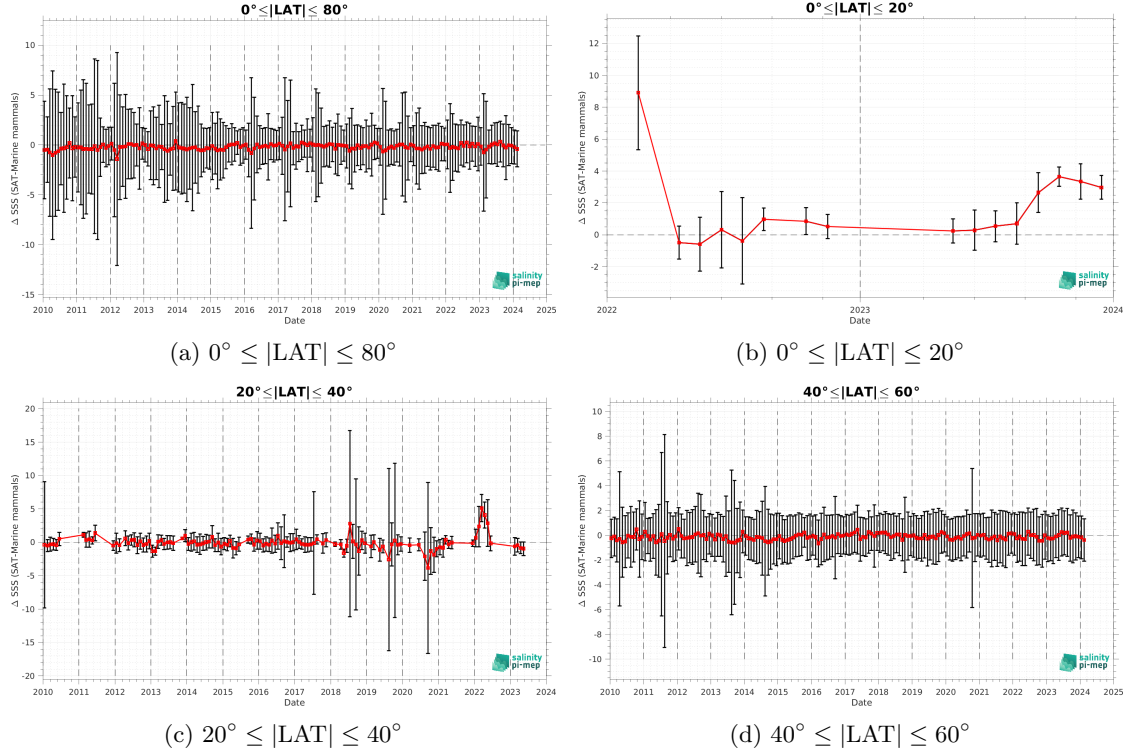 0°≤|LAT|≤ 80°
Δ SSS (SAT-Marine mammals)
10
5
0
-5
-10
-15
2010 2011 2012 2013 2014 2015 2016 2017 2018 2019 2020 2021 2022 2023 2024 2025
Date
salinity
pi-mep
(a) 0° ≤ |LAT| ≤ 80°
0°≤|LAT|≤ 20°
Δ SSS (SAT-Marine mammals)
12
10
8
6
4
2
0
-2
2022 2023 2024
Date
salinity
pi-mep
(b) 0° ≤ |LAT| ≤ 20°
20°≤|LAT|≤ 40°
Δ SSS (SAT-Marine mammals)
20
15
10
5
0
-5
-10
-15
-20
2010 2011 2012 2013 2014 2015 2016 2017 2018 2019 2020 2021 2022 2023 2024
Date
salinity
pi-mep
(c) 20° ≤ |LAT| ≤ 40°
40°≤|LAT|≤ 60°
Δ SSS (SAT-Marine mammals)
10
8
6
4
2
0
-2
-4
-6
-8
-10
2010 2011 2012 2013 2014 2015 2016 2017 2018 2019 2020 2021 2022 2023 2024 2025
Date
salinity
pi-mep
(d) 40° ≤ |LAT| ≤ 60°